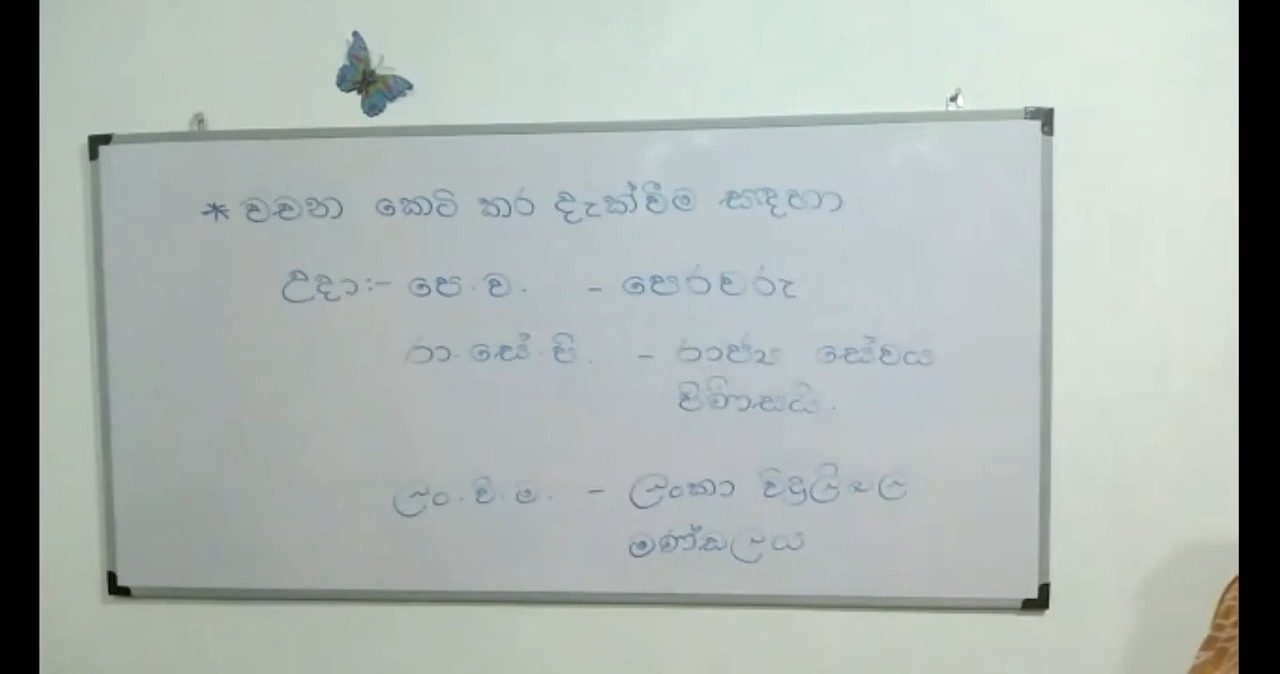 * වචන කෙටි කර දැක්වීම සඳහා
උදා:- පෙ.ව. - පෙරවරු
රා.සේ.පි. - රාජ්‍ය සේවය
පිණිසයි.
ලං.වි.ම. - ලංකා විදුලිබල
මණ්ඩලය